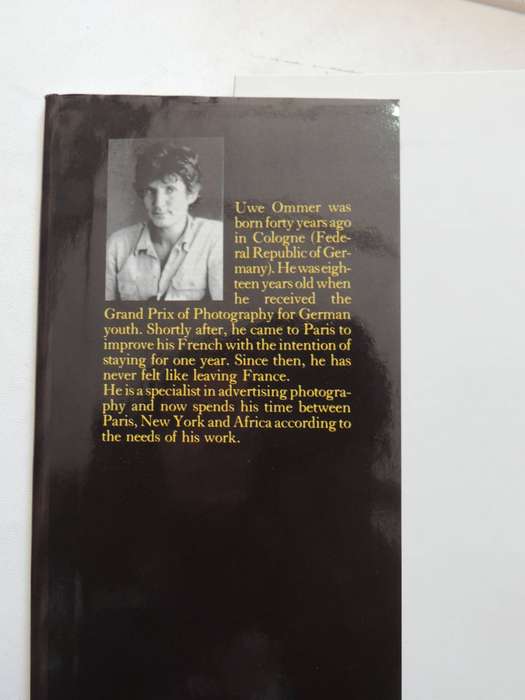 Uwe Ommer was
born forty years ago
in Cologne (Fede-
ral Republic of Ger-
many). He was eigh-
teen years old when
he received the
Grand Prix of Photography for German
youth. Shortly after, he came to Paris to
improve his French with the intention of
staying for one year. Since then, he has
never felt like leaving France.
He is a specialist in advertising photogra-
phy and now spends his time between
Paris, New York and Africa according to
the needs of his work.